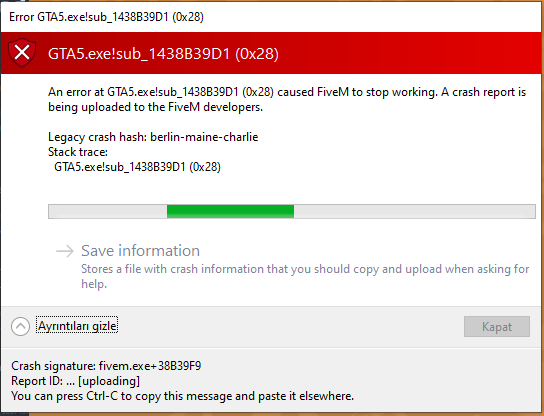 Error GTA5.exe!sub_1438B39D1 (0x28)
GTA5.exe!sub_1438B39D1 (0x28)
An error at GTA5.exe!sub_1438B39D1 (0x28) caused FiveM to stop working. A crash report is
being uploaded to the FiveM developers.
Legacy crash hash: berlin-maine-charlie
Stack trace:
GTA5.exe!sub_1438B39D1 (0x28)
Save information
Stores a file with crash information that you should copy and upload when asking for
help.
Ayrıntıları gizle
Kapat
Crash signature: fivem.exe+38B39F9
Report ID: ... [uploading]
You can press Ctrl-C to copy this message and paste it elsewhere.